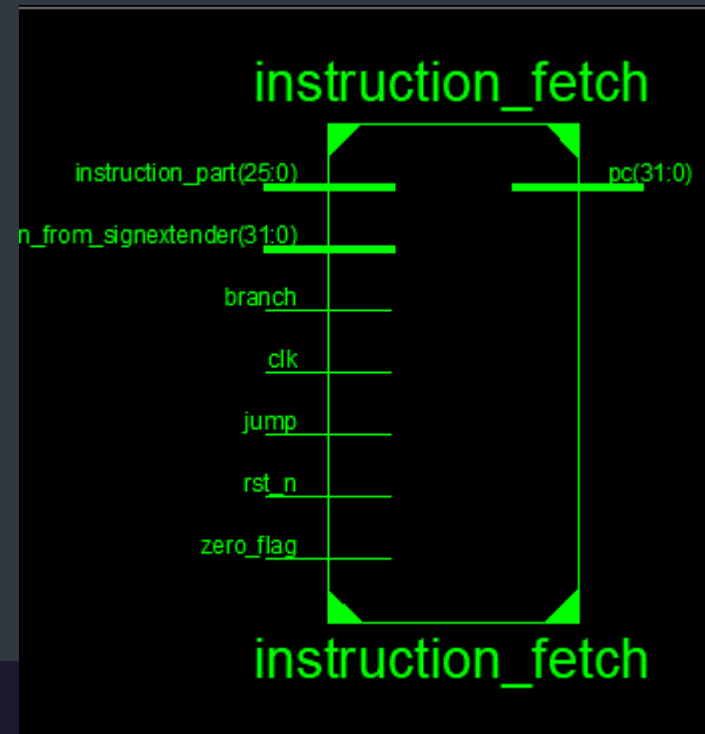 instruction_fetch
instruction_part(25:0)
pc(31:0)
n_from_signextender(31:0)
branch
clk
jump
rst_n
zero_flag
instruction_fetch